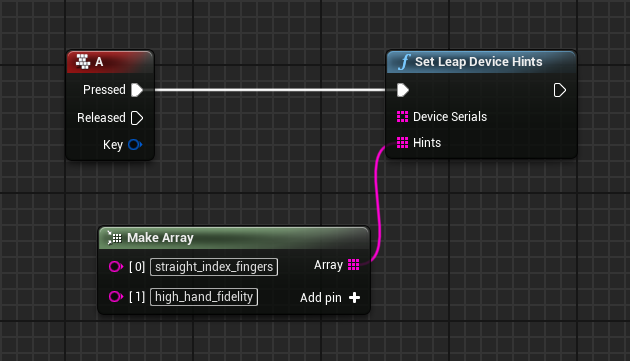 A
Pressed
Released
Key
Set Leap Device Hints
Device Serials
Hints
Make Array
[ 0] straight_index_fingers
Array
[ 1] high_hand_fidelity
Add pin +